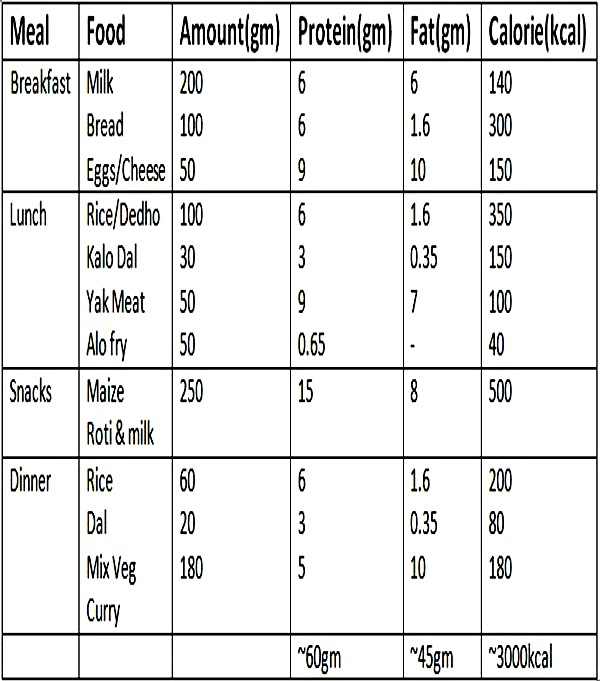 Meal Food Amount(gm) Protein(gm) Fat(gm) Calorie(kcal)
Breakfast Milk 200 6 6 140
Bread 100 6 1.6 300
Eggs/Cheese 50 9 10 150
Lunch Rice/Dedho 100 6 1.6 350
Kalo Dal 30 3 0.35 150
Yak Meat 50 9 7 100
Alo fry 50 0.65 - 40
Snacks Maize 250 15 8 500
Roti & milk
Dinner Rice 60 6 1.6 200
Dal 20 3 0.35 80
Mix Veg 180 5 10 180
Curry
~60gm ~45gm ~3000kcal